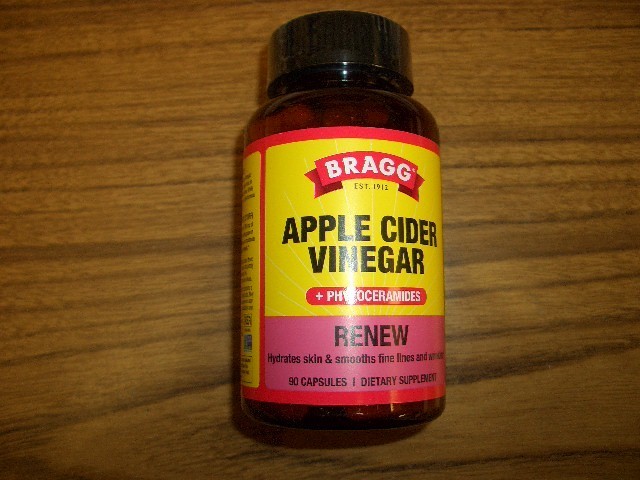 BRAGG
EST. 1912
APPLE CIDER
VINEGAR
+ PHYTOCERAMIDES
RENEW
Hydrates skin & smooths fine lines and
90 CAPSULES | DIETARY SUPPLEMENT